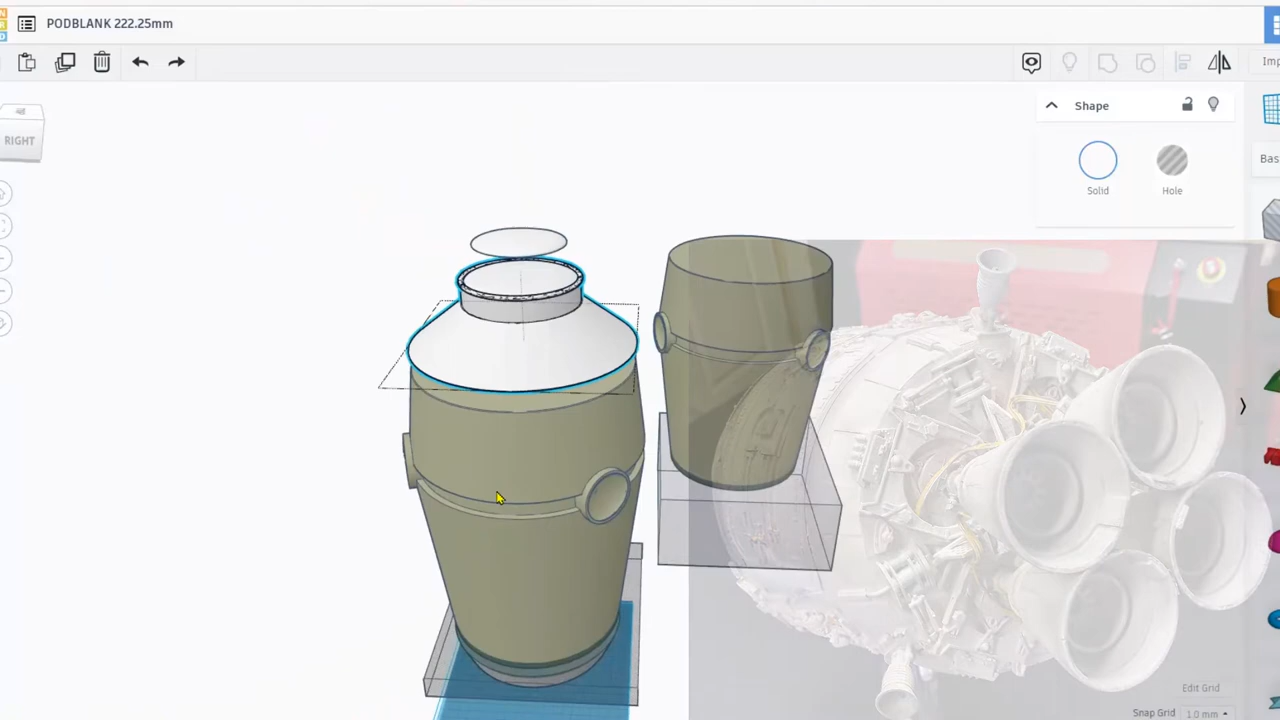 PODBLANK 222.25mm
Imp
RIGHT
Shape
Solid
Hole
Bas
Edit Grid
Snap Grid 1.0 mm